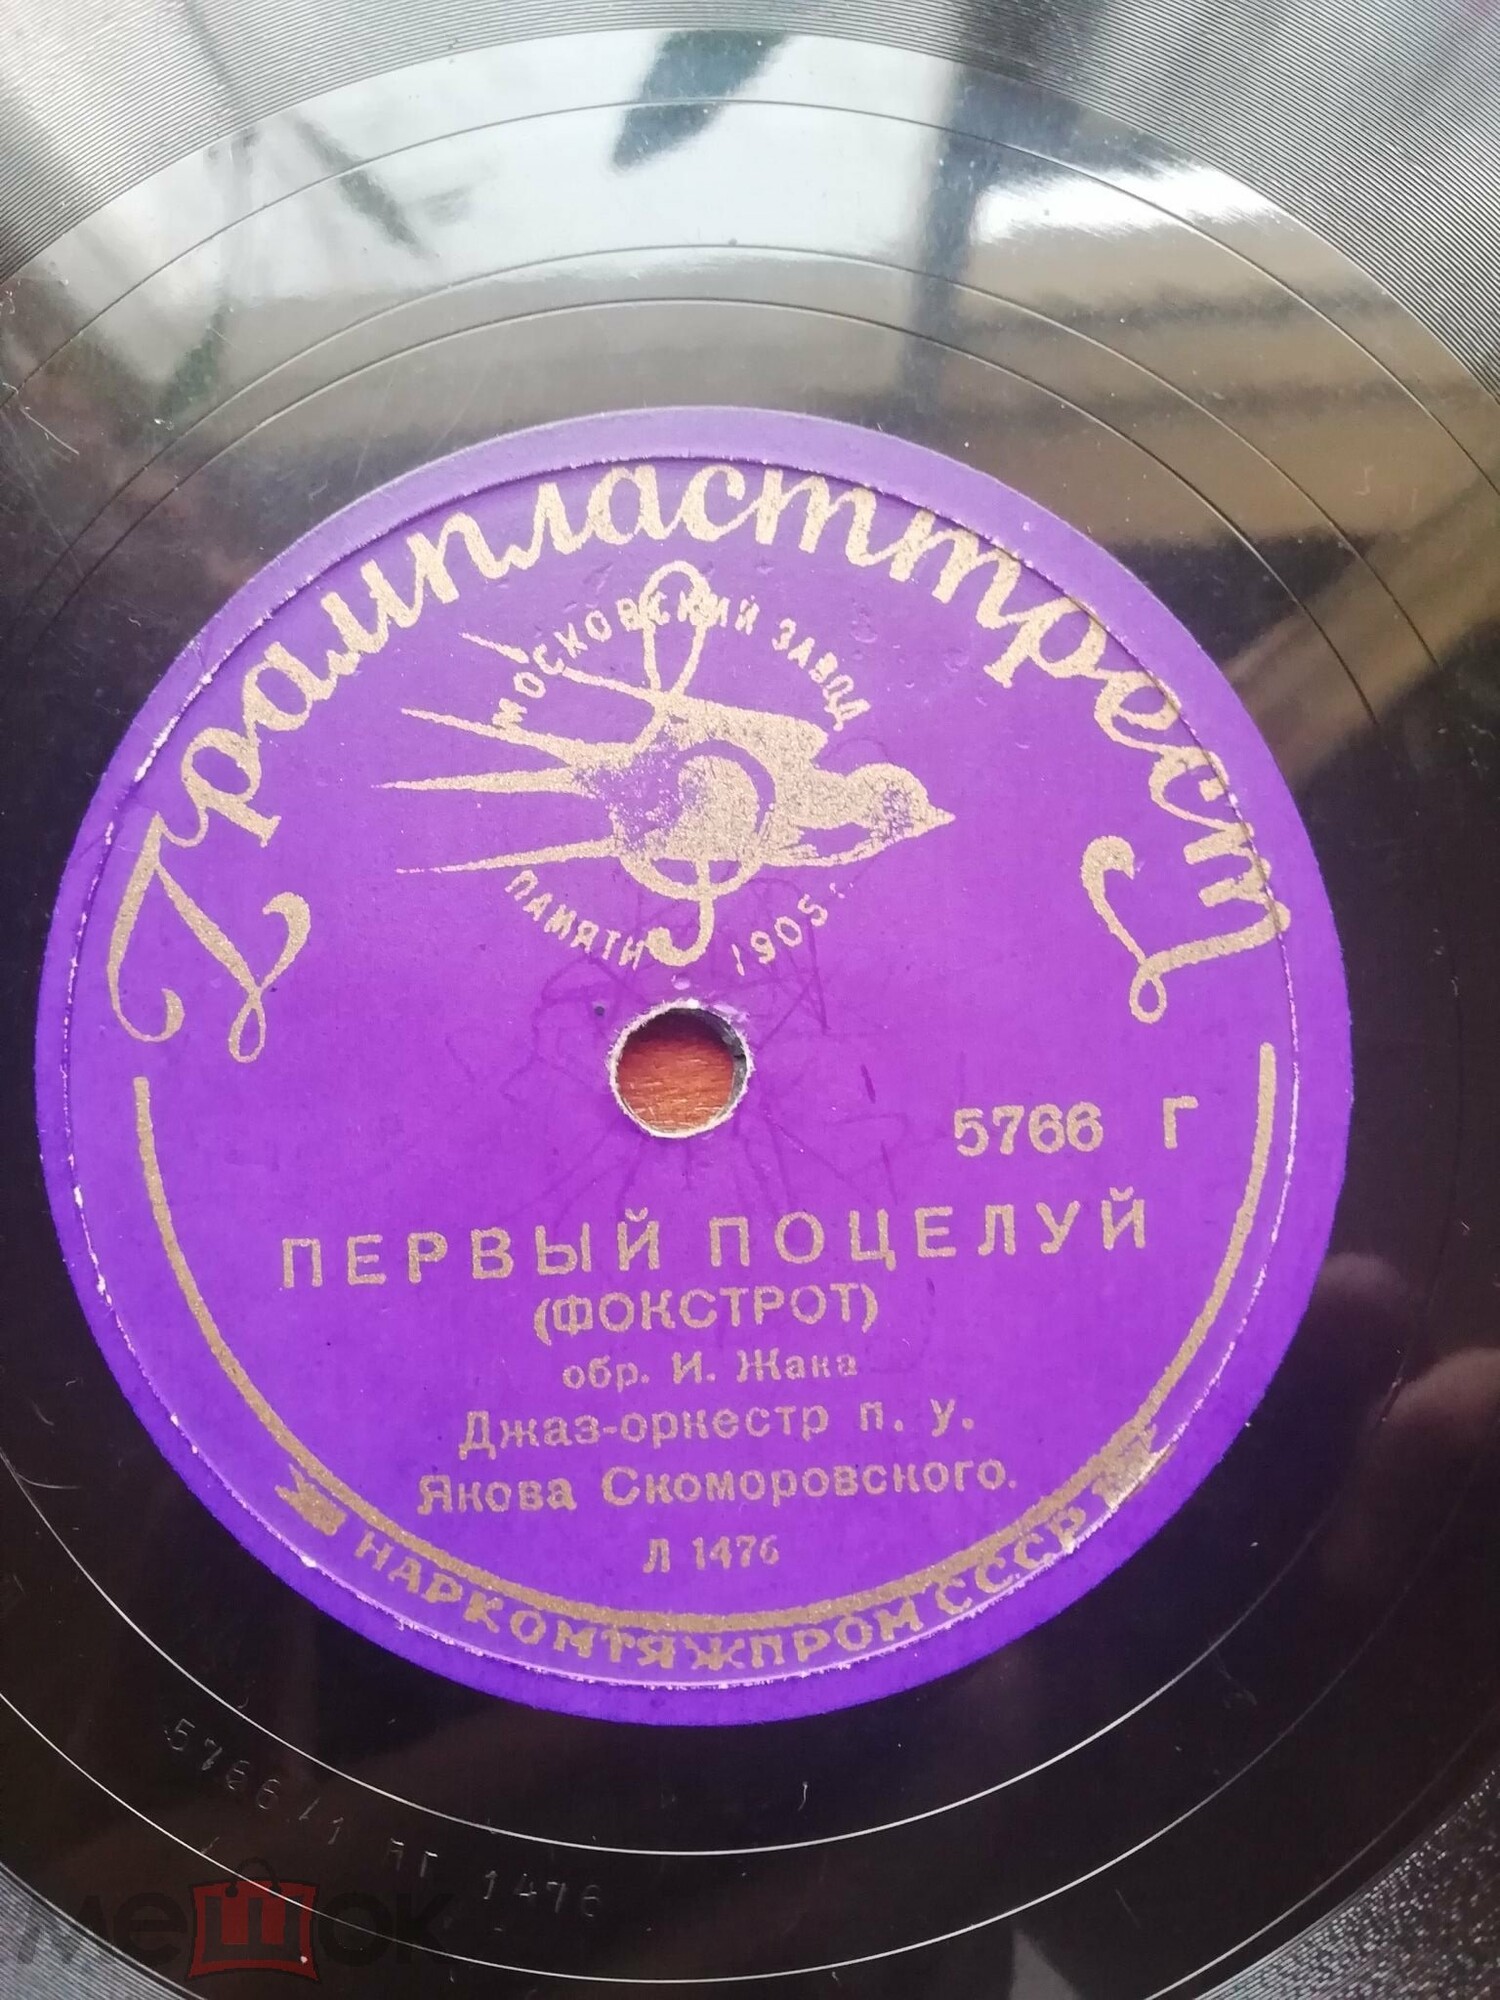 Грампласттрест
МОСКОВСКИЙ ЗАВОД
ПАМЯТИ 1905 г.
5766 Г
ПЕРВЫЙ ПОЦЕЛУЙ
(ФОКСТРОТ)
обр. И. Жака
Джаз-оркестр п. у.
Якова Скоморовского.
Л 1476
НАРКОМТЯЖПРОМ СССР
5766/1 ЛГ 1476
мешок